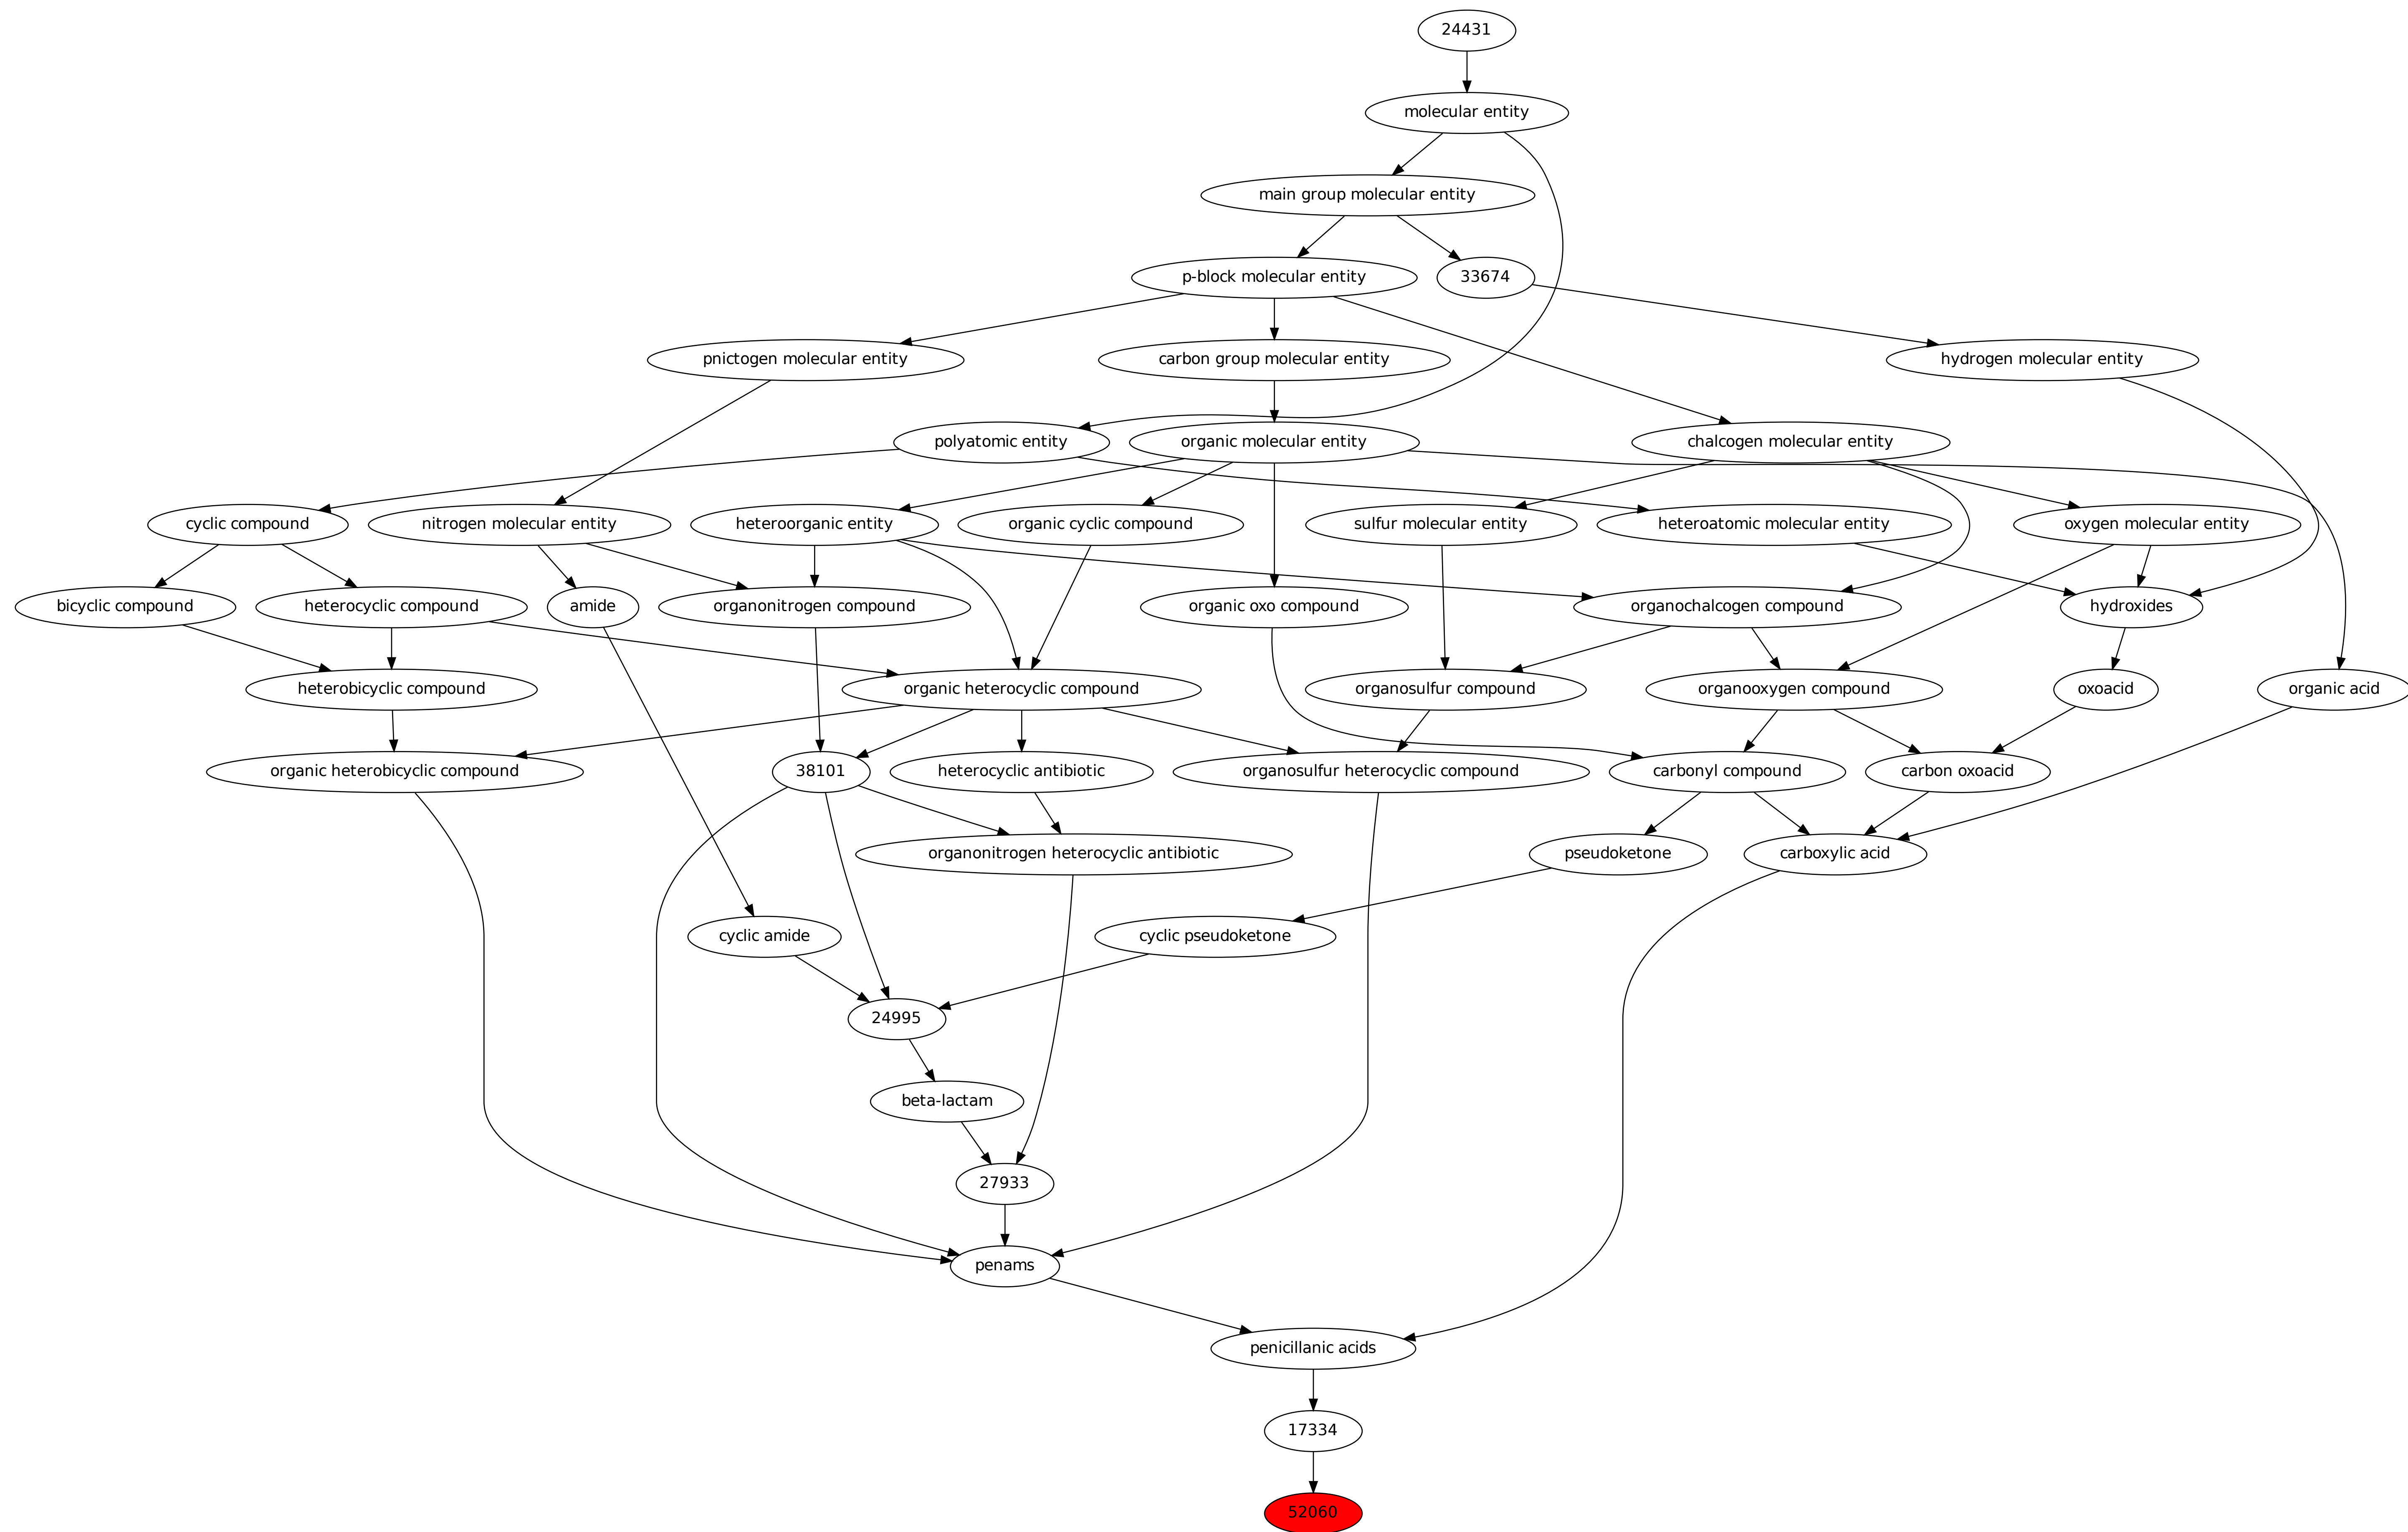 24431
molecular entity
main group molecular entity
p-block molecular entity
33674
pnictogen molecular entity
carbon group molecular entity
hydrogen molecular entity
polyatomic entity
organic molecular entity
chalcogen molecular entity
cyclic compound
nitrogen molecular entity
heteroorganic entity
organic cyclic compound
sulfur molecular entity
heteroatomic molecular entity
oxygen molecular entity
bicyclic compound
heterocyclic compound
amide
organonitrogen compound
organic oxo compound
organochalcogen compound
hydroxides
heterobicyclic compound
organic heterocyclic compound
organosulfur compound
organooxygen compound
oxoacid
organic acid
organic heterobicyclic compound
38101
heterocyclic antibiotic
organosulfur heterocyclic compound
carbonyl compound
carbon oxoacid
organonitrogen heterocyclic antibiotic
pseudoketone
carboxylic acid
cyclic amide
cyclic pseudoketone
24995
beta-lactam
27933
penams
penicillanic acids
17334
52060